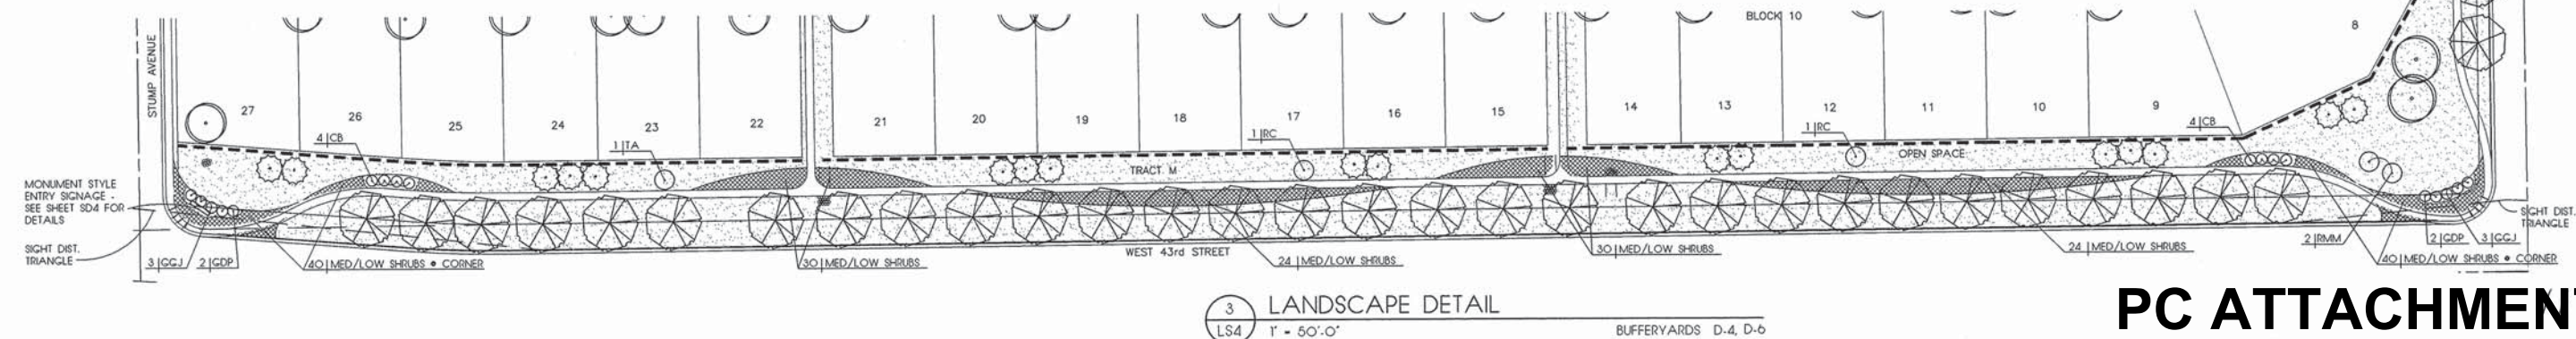 BLOCK 10
8
STUMP AVENUE
27
26
25
24
23
22
21
20
19
18
17
16
15
14
13
12
11
10
9
4 CB
1 TA
1 RC
1 RC
4 CB
TRACT M
OPEN SPACE
MONUMENT STYLE
ENTRY SIGNAGE -
SEE SHEET SD4 FOR
DETAILS
SIGHT DIST.
TRIANGLE
3 GGJ
2 GDP
40 MED/LOW SHRUBS • CORNER
30 MED/LOW SHRUBS
WEST 43rd STREET
24 MED/LOW SHRUBS
30 MED/LOW SHRUBS
24 MED/LOW SHRUBS
2 RMM
2 GDP
3 GGJ
40 MED/LOW SHRUBS • CORNER
SIGHT DIST.
TRIANGLE
3
LS4
LANDSCAPE DETAIL
1" = 50'-0"
BUFFERYARDS D-4, D-6
PC ATTACHMEN